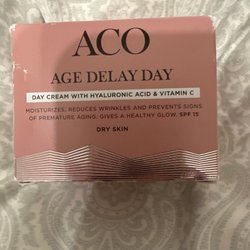 ACO
AGE DELAY DAY
DAY CREAM WITH HYALURONIC ACID & VITAMIN C
MOISTURIZES, REDUCES WRINKLES AND PREVENTS SIGNS
OF PREMATURE AGING. GIVES A HEALTHY GLOW. SPF 15
DRY SKIN